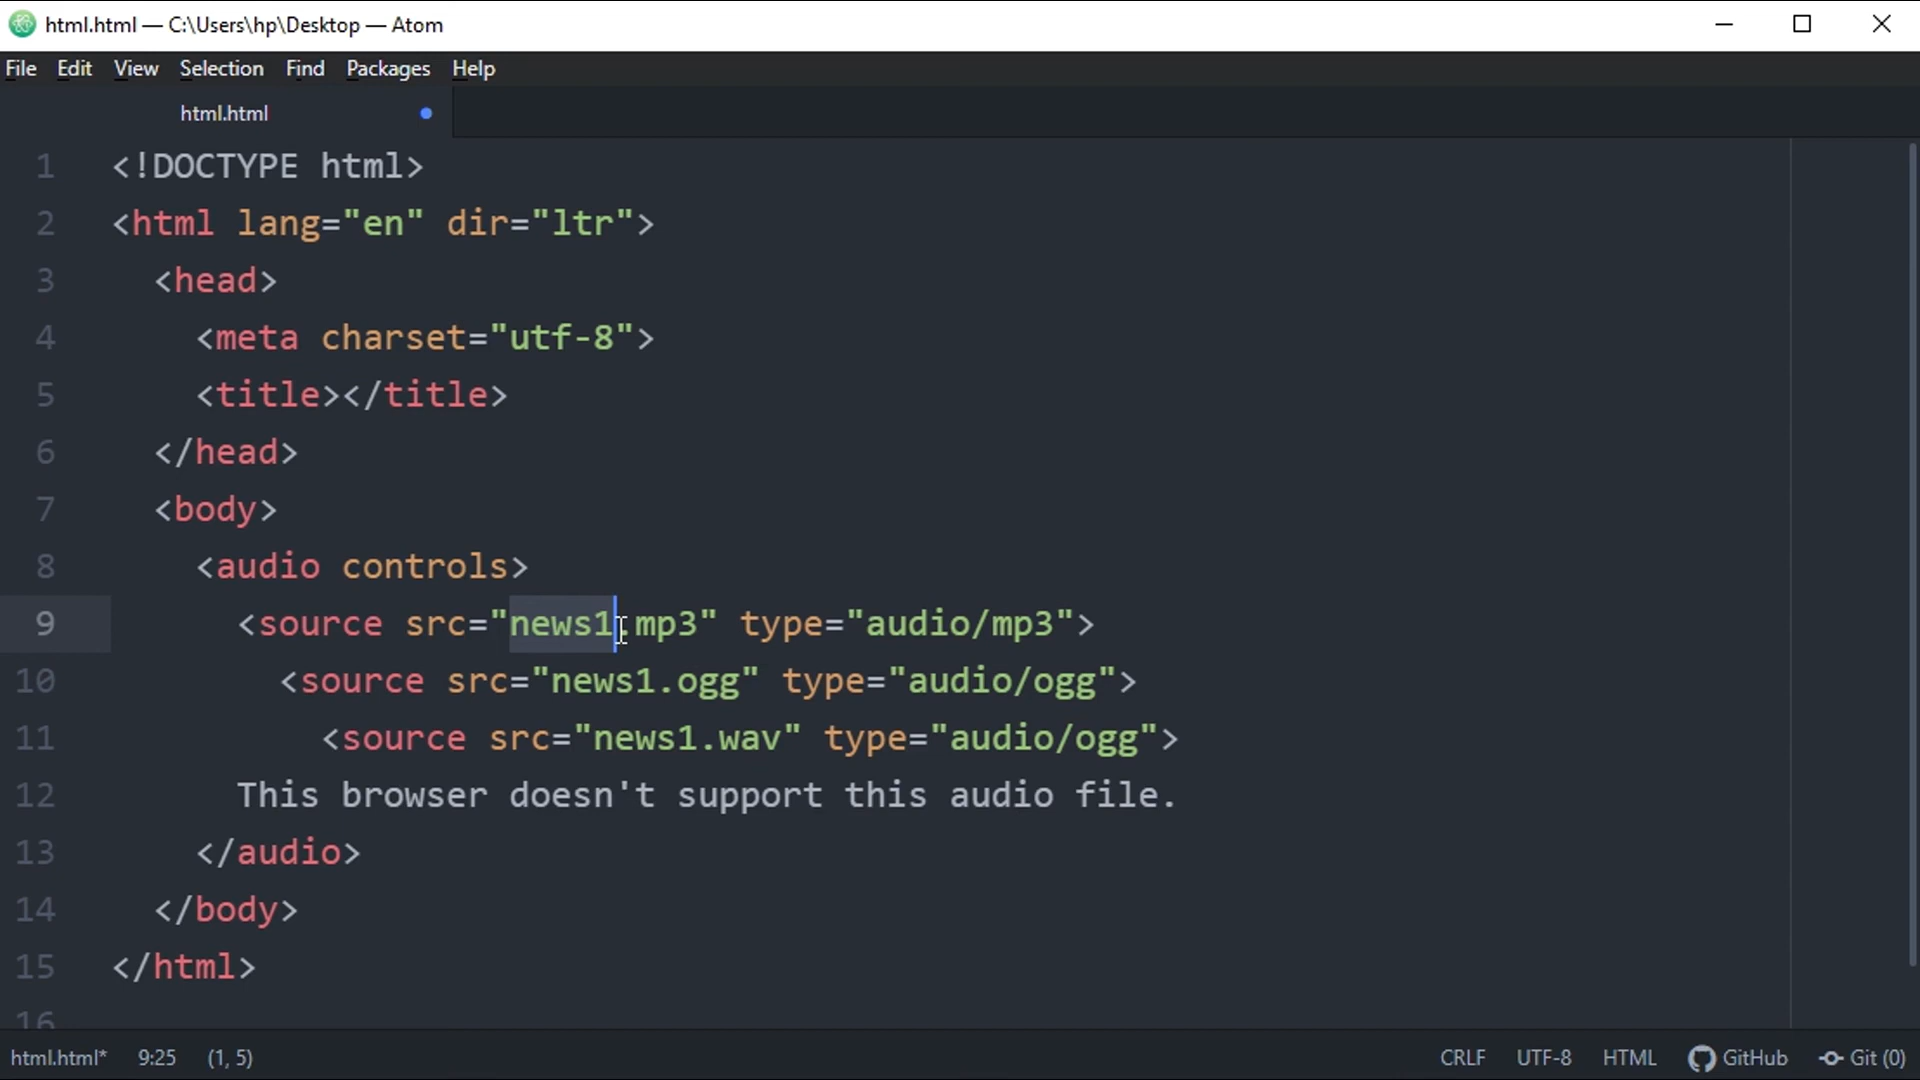 html.html — C:\Users\hp\Desktop — Atom
File Edit View Selection Find Packages Help
html.html
1 <!DOCTYPE html>
2 <html lang="en" dir="ltr">
3 <head>
4 <meta charset="utf-8">
5 <title></title>
6 </head>
7 <body>
8 <audio controls>
9 <source src="news1.mp3" type="audio/mp3">
10 <source src="news1.ogg" type="audio/ogg">
11 <source src="news1.wav" type="audio/ogg">
12 This browser doesn't support this audio file.
13 </audio>
14 </body>
15 </html>
16
html.html* 9:25 (1, 5) CRLF UTF-8 HTML GitHub Git (0)